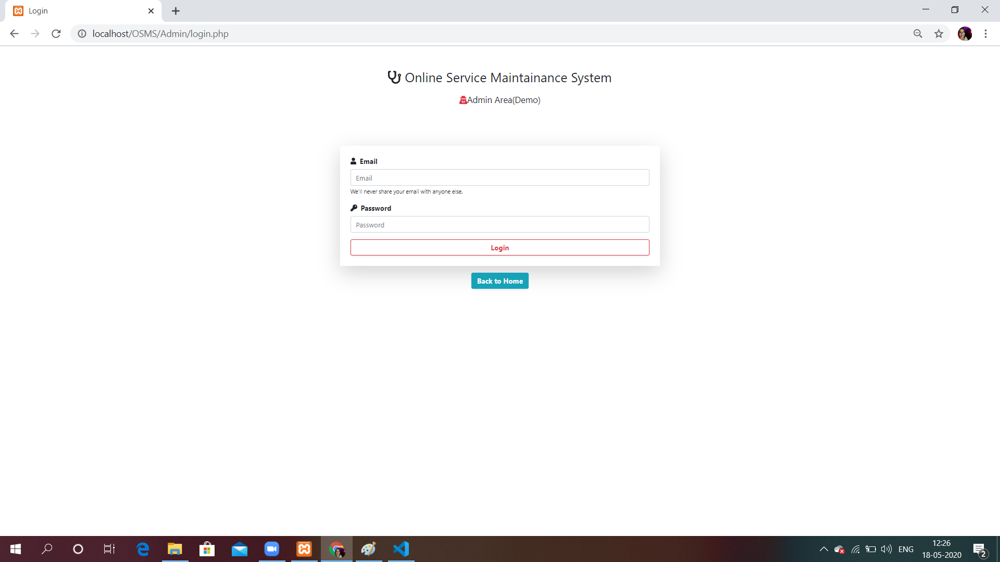 Login
localhost/OSMS/Admin/login.php
Online Service Maintainance System
Admin Area(Demo)
Email
Email
We'll never share your email with anyone else.
Password
Password
Login
Back to Home
ENG
12:26
18-05-2020
2